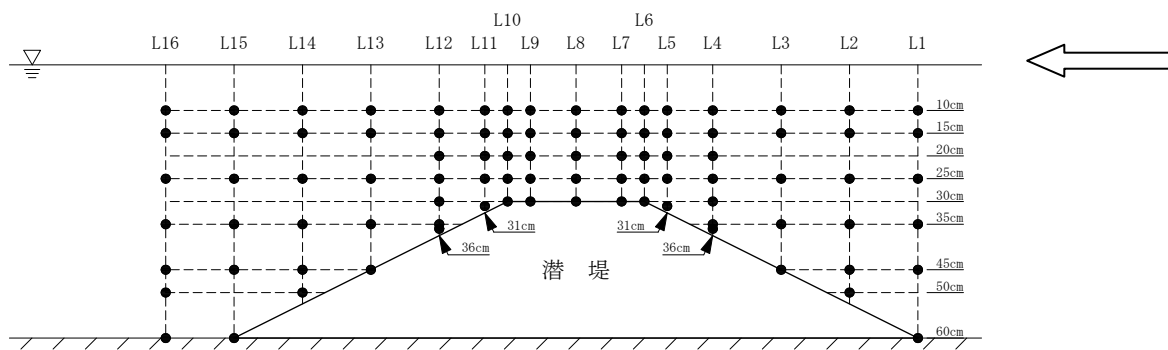 L10 L6
L16 L15 L14 L13 L12 L11 L9 L8 L7 L5 L4 L3 L2 L1
10cm
15cm
20cm
25cm
30cm
31cm 31cm 35cm
36cm 36cm
潜 堤 45cm
50cm
60cm